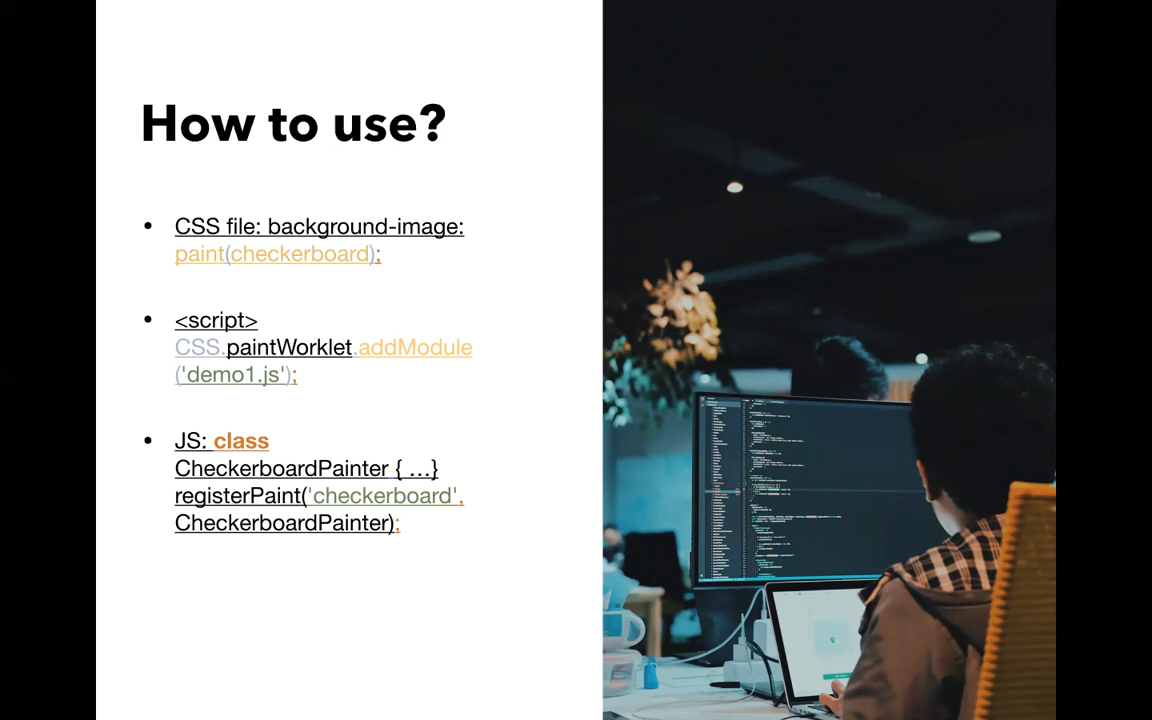 How to use?
• CSS file: background-image:
paint(checkerboard);
• <script>
CSS.paintWorklet.addModule
('demo1.js');
• JS: class
CheckerboardPainter { …}
registerPaint('checkerboard',
CheckerboardPainter);